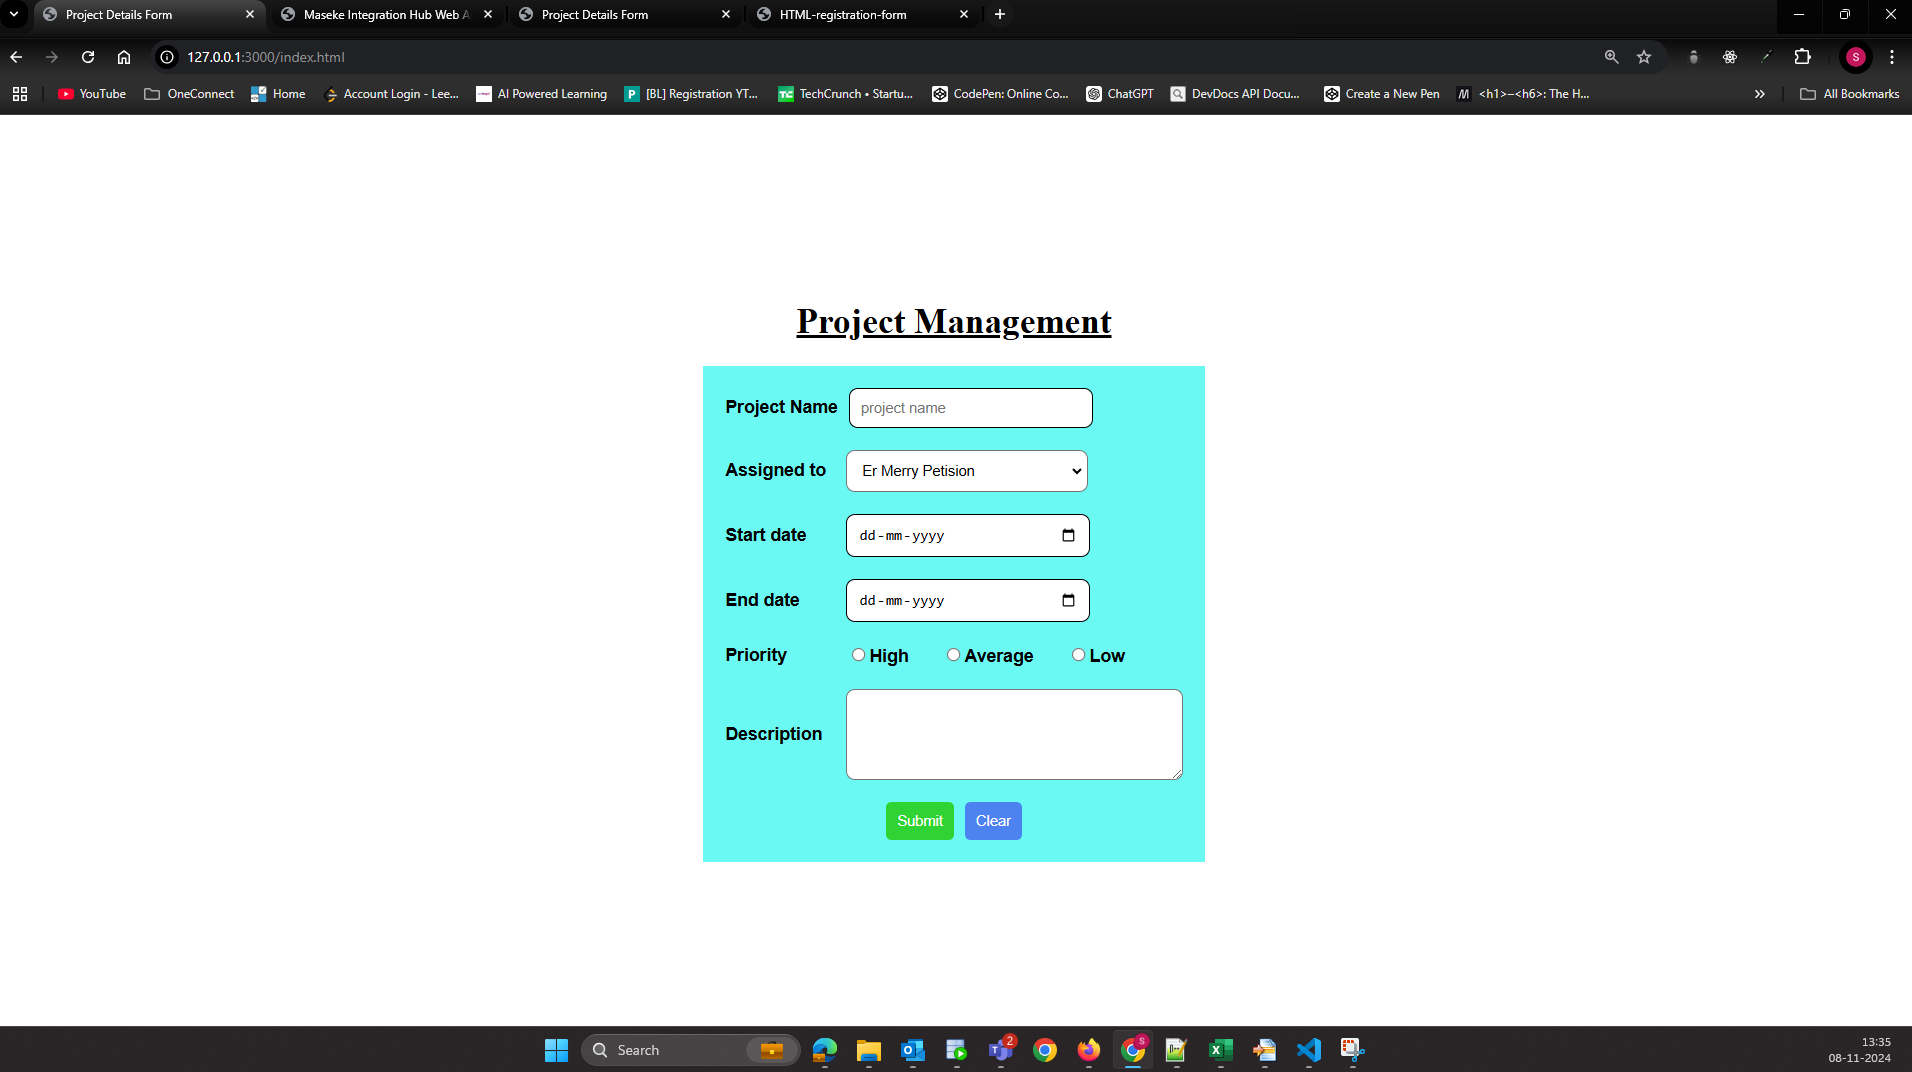 Project Details Form
Maseke Integration Hub Web A
Project Details Form
HTML-registration-form
127.0.0.1:3000/index.html
S
YouTube
OneConnect
Home
Account Login - Lee...
AI Powered Learning
[BL] Registration YT...
TechCrunch • Startu...
CodePen: Online Co...
ChatGPT
DevDocs API Docu...
Create a New Pen
<h1>–<h6>: The H...
All Bookmarks
Project Management
Project Name project name
Assigned to Er Merry Petision
Start date dd-mm-yyyy
End date dd-mm-yyyy
Priority High Average Low
Description
Submit Clear
Search
2
S
13:35
08-11-2024